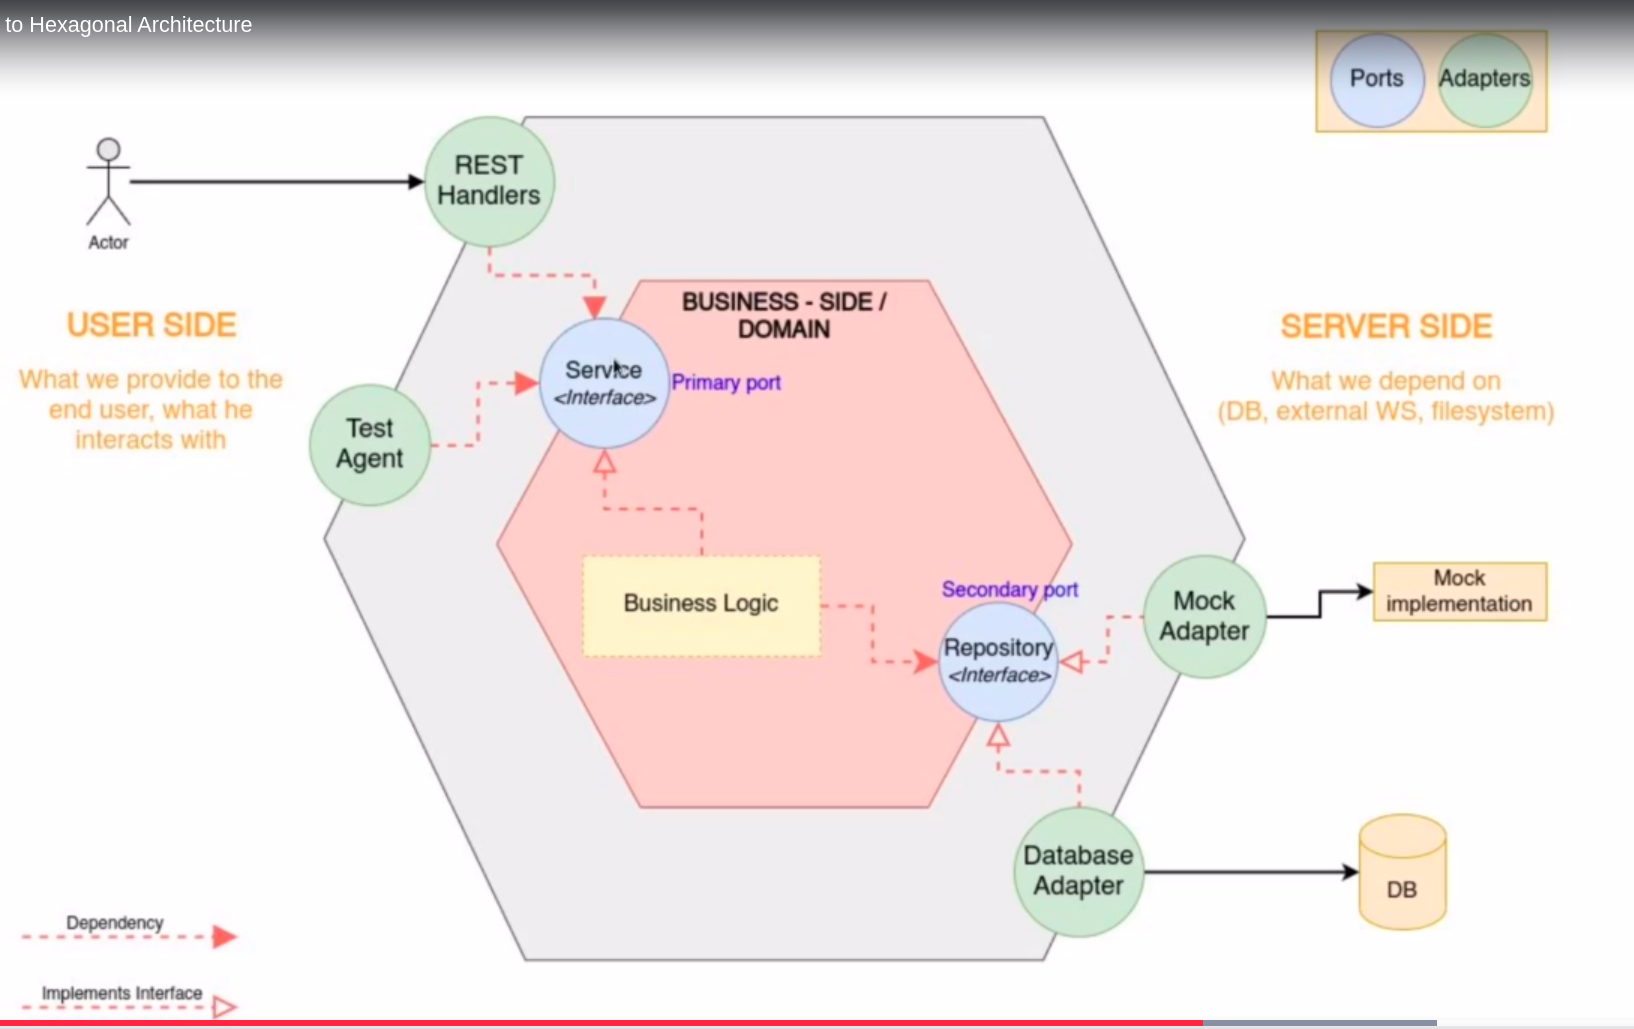 to Hexagonal Architecture
Ports
Adapters
REST
Handlers
Actor
USER SIDE
What we provide to the
end user, what he
interacts with
BUSINESS - SIDE /
DOMAIN
SERVER SIDE
What we depend on
(DB, external WS, filesystem)
Service
<Interface>
Primary port
Test
Agent
Business Logic
Secondary port
Repository
<Interface>
Mock
Adapter
Mock
implementation
Database
Adapter
DB
Dependency
Implements Interface